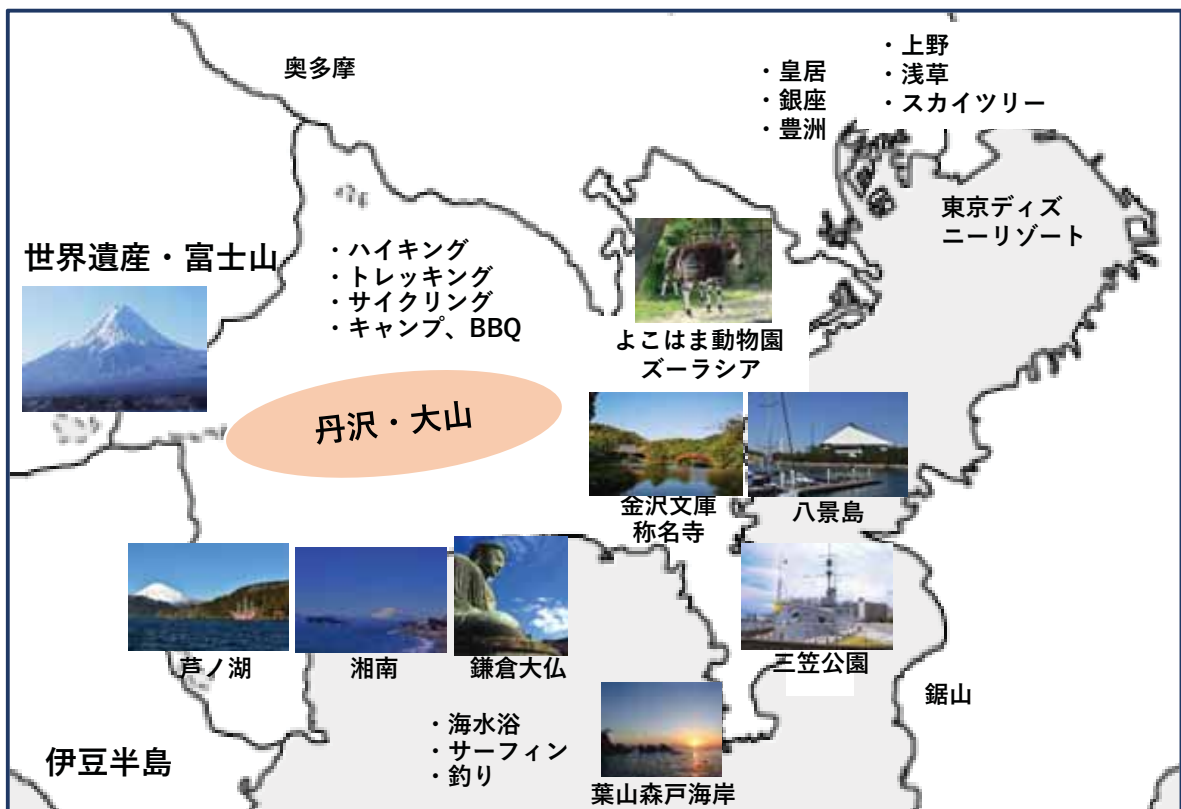 奥多摩
・皇居
・銀座
・豊洲
・上野
・浅草
・スカイツリー
東京ディズ
ニーリゾート
世界遺産・富士山
・ハイキング
・トレッキング
・サイクリング
・キャンプ、BBQ
よこはま動物園
ズーラシア
丹沢・大山
金沢文庫
称名寺
八景島
芦ノ湖
湘南
鎌倉大仏
三笠公園
鋸山
・海水浴
・サーフィン
・釣り
伊豆半島
葉山森戸海岸